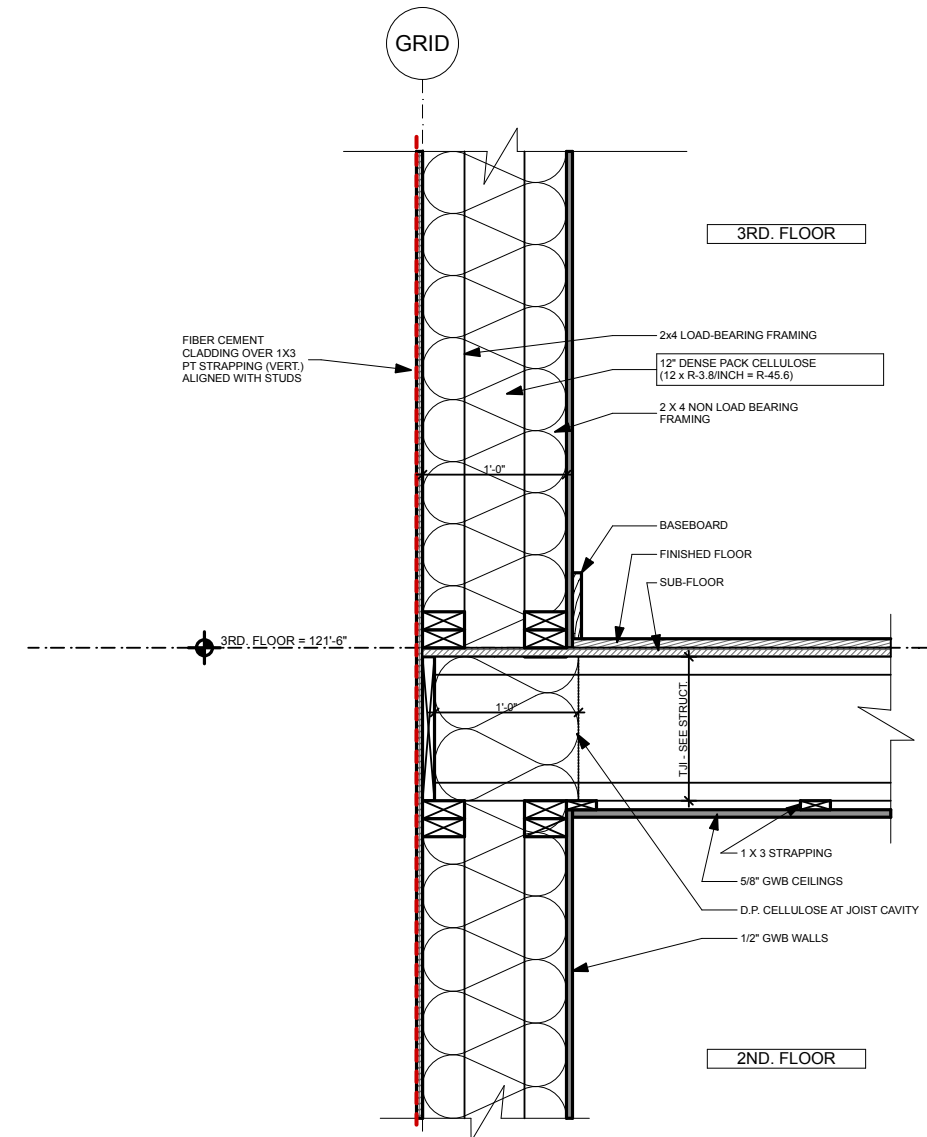 GRID
3RD. FLOOR
FIBER CEMENT
CLADDING OVER 1X3
PT STRAPPING (VERT.)
ALIGNED WITH STUDS
2x4 LOAD-BEARING FRAMING
12" DENSE PACK CELLULOSE
(12 x R-3.8/INCH = R-45.6)
2 X 4 NON LOAD BEARING
FRAMING
1'-0"
BASEBOARD
FINISHED FLOOR
SUB-FLOOR
3RD. FLOOR = 121'-6"
1'-0"
TJI - SEE STRUCT.
1 X 3 STRAPPING
5/8" GWB CEILINGS
D.P. CELLULOSE AT JOIST CAVITY
1/2" GWB WALLS
2ND. FLOOR